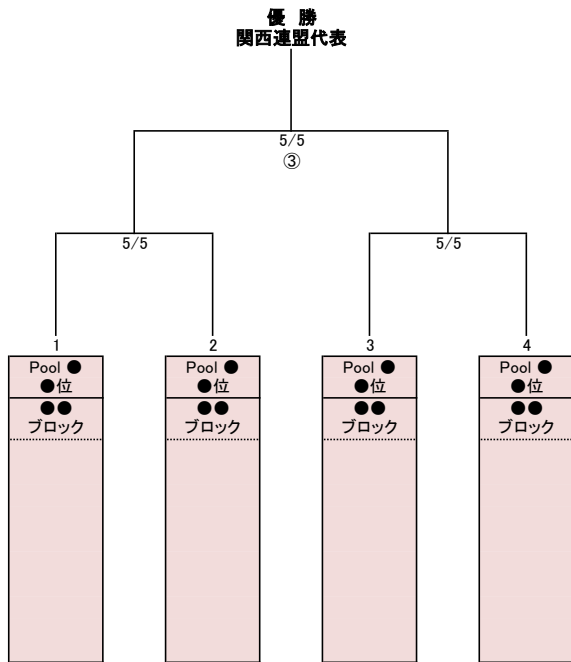 優 勝
関西連盟代表
5/5
③
5/5
5/5
1
2
3
4
Pool ●
●位
●●
ブロック
Pool ●
●位
●●
ブロック
Pool ●
●位
●●
ブロック
Pool ●
●位
●●
ブロック